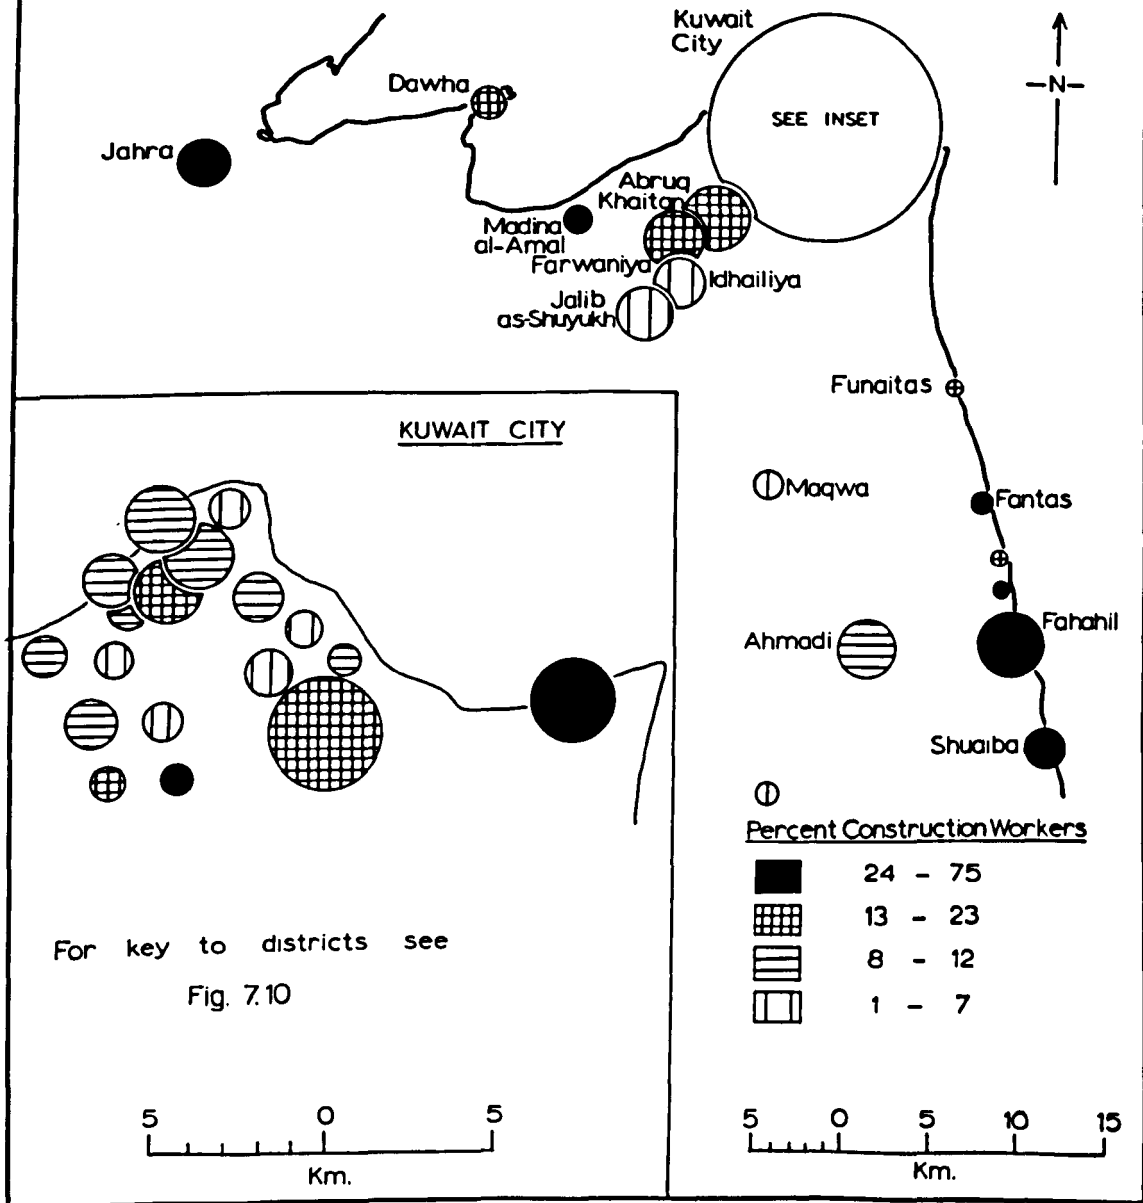 Kuwait
City
SEE INSET
-N-
Dawha
Jahra
Abruq
Khaitan
Madina
al-Amal
Farwaniya
Idhailiya
Jalib
as-Shuyukh
Funaitas
Maqwa
Fantas
Ahmadi
Fahahil
Shuaiba
KUWAIT CITY
For key to districts see
Fig. 7.10
5 0 5
Km.
Percent Construction Workers
24 - 75
13 - 23
8 - 12
1 - 7
5 0 5 10 15
Km.